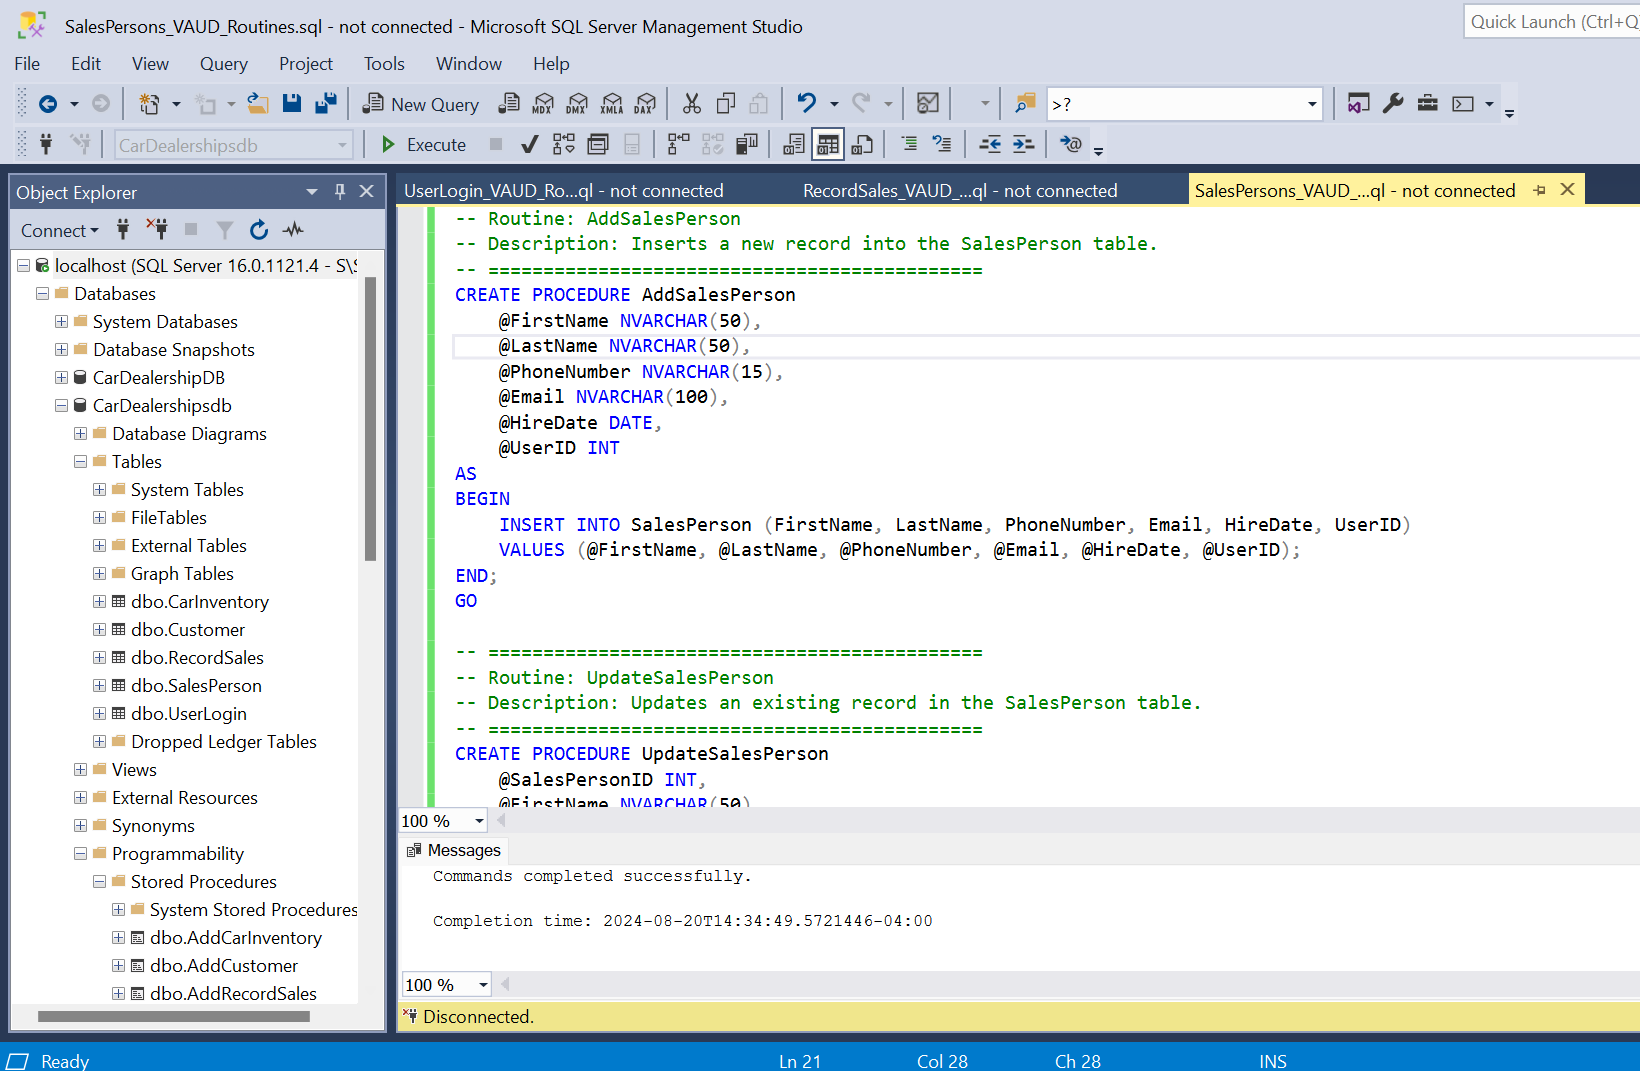 SalesPersons_VAUD_Routines.sql - not connected - Microsoft SQL Server Management Studio
Quick Launch (Ctrl+Q
File Edit View Query Project Tools Window Help
New Query MDX DMX XMLA DAX >?
CarDealershipsdb Execute
Object Explorer
UserLogin_VAUD_Ro...ql - not connected RecordSales_VAUD_...ql - not connected SalesPersons_VAUD_...ql - not connected
Connect
localhost (SQL Server 16.0.1121.4 - S\
Databases
System Databases
Database Snapshots
CarDealershipDB
CarDealershipsdb
Database Diagrams
Tables
System Tables
FileTables
External Tables
Graph Tables
dbo.CarInventory
dbo.Customer
dbo.RecordSales
dbo.SalesPerson
dbo.UserLogin
Dropped Ledger Tables
Views
External Resources
Synonyms
Programmability
Stored Procedures
System Stored Procedures
dbo.AddCarInventory
dbo.AddCustomer
dbo.AddRecordSales
-- Routine: AddSalesPerson
-- Description: Inserts a new record into the SalesPerson table.
-- =============================================
CREATE PROCEDURE AddSalesPerson
@FirstName NVARCHAR(50),
@LastName NVARCHAR(50),
@PhoneNumber NVARCHAR(15),
@Email NVARCHAR(100),
@HireDate DATE,
@UserID INT
AS
BEGIN
INSERT INTO SalesPerson (FirstName, LastName, PhoneNumber, Email, HireDate, UserID)
VALUES (@FirstName, @LastName, @PhoneNumber, @Email, @HireDate, @UserID);
END;
GO
-- =============================================
-- Routine: UpdateSalesPerson
-- Description: Updates an existing record in the SalesPerson table.
-- =============================================
CREATE PROCEDURE UpdateSalesPerson
@SalesPersonID INT,
@FirstName NVARCHAR(50)
100 %
Messages
Commands completed successfully.
Completion time: 2024-08-20T14:34:49.5721446-04:00
100 %
Disconnected.
Ready Ln 21 Col 28 Ch 28 INS